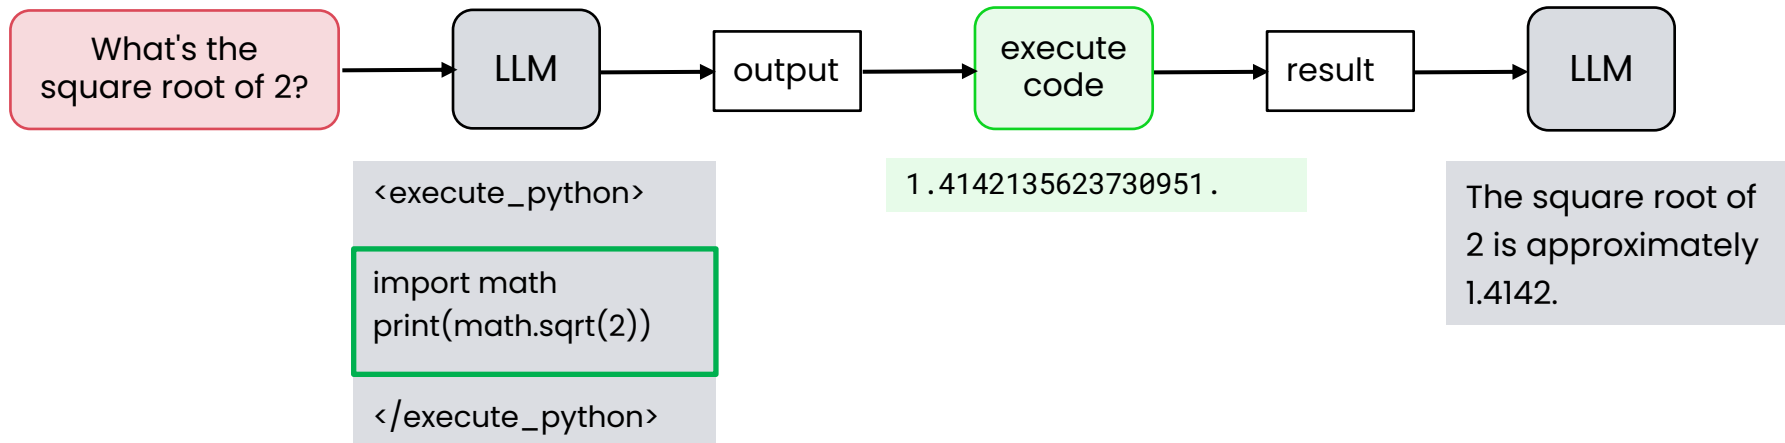 What's the
square root of 2?
LLM
output
execute
code
result
LLM
<execute_python>
import math
print(math.sqrt(2))
</execute_python>
1.4142135623730951.
The square root of
2 is approximately
1.4142.